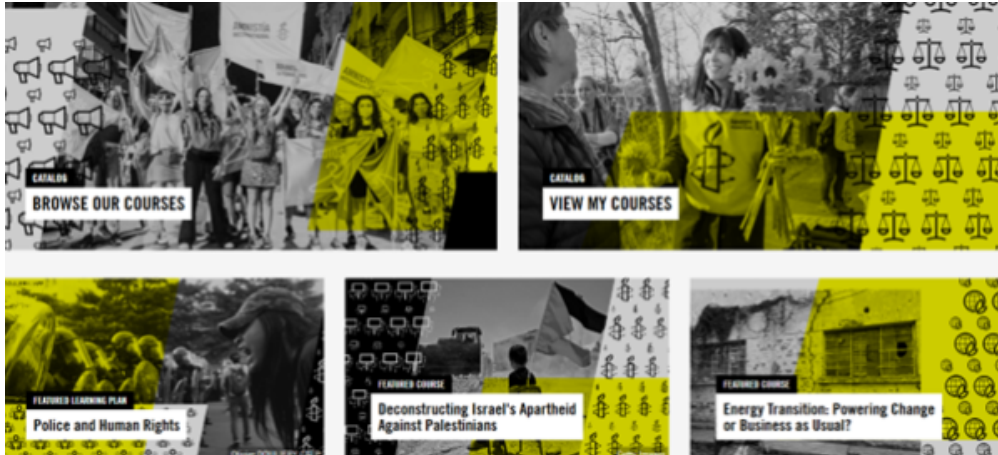 CATALOG
BROWSE OUR COURSES
CATALOG
VIEW MY COURSES
FEATURED LEARNING PLAN
Police and Human Rights
FEATURED COURSE
Deconstructing Israel's Apartheid
Against Palestinians
FEATURED COURSE
Energy Transition: Powering Change
or Business as Usual?